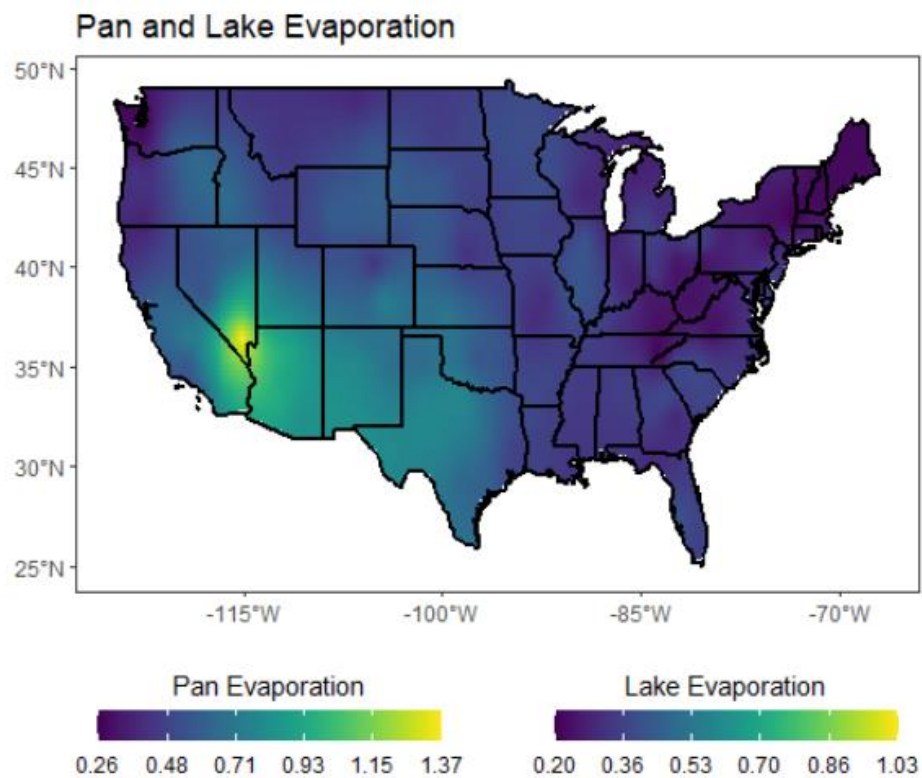 Pan and Lake Evaporation
50°N
45°N
40°N
35°N
30°N
25°N
-115°W -100°W -85°W -70°W
Pan Evaporation
0.26 0.48 0.71 0.93 1.15 1.37
Lake Evaporation
0.20 0.36 0.53 0.70 0.86 1.03